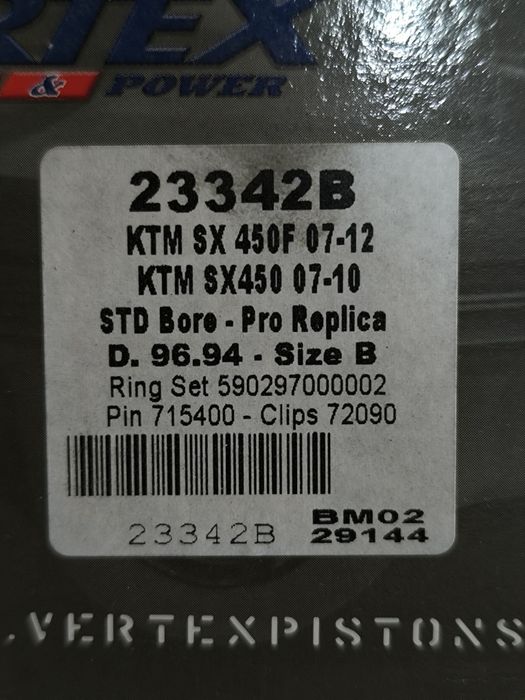 RTEX
& POWER
23342B
KTM SX 450F 07-12
KTM SX450 07-10
STD Bore - Pro Replica
D. 96.94 - Size B
Ring Set 590297000002
Pin 715400 - Clips 72090
23342B
BM02
29144
.VERTEXPISTONS